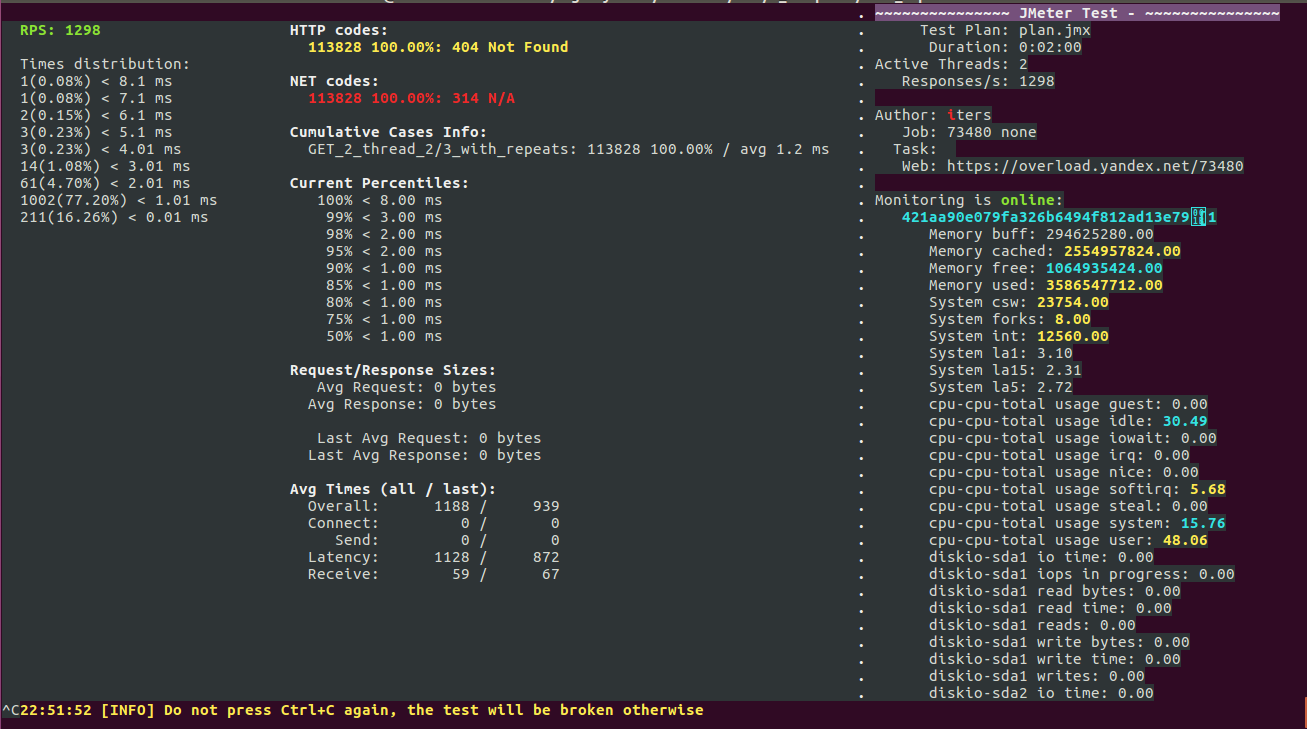 RPS: 1298
Times distribution:
1(0.08%) < 8.1 ms
1(0.08%) < 7.1 ms
2(0.15%) < 6.1 ms
3(0.23%) < 5.1 ms
3(0.23%) < 4.01 ms
14(1.08%) < 3.01 ms
61(4.70%) < 2.01 ms
1002(77.20%) < 1.01 ms
211(16.26%) < 0.01 ms
HTTP codes:
113828 100.00%: 404 Not Found
NET codes:
113828 100.00%: 314 N/A
Cumulative Cases Info:
GET_2_thread_2/3_with_repeats: 113828 100.00% / avg 1.2 ms
Current Percentiles:
100% < 8.00 ms
99% < 3.00 ms
98% < 2.00 ms
95% < 2.00 ms
90% < 1.00 ms
85% < 1.00 ms
80% < 1.00 ms
75% < 1.00 ms
50% < 1.00 ms
Request/Response Sizes:
Avg Request: 0 bytes
Avg Response: 0 bytes
Last Avg Request: 0 bytes
Last Avg Response: 0 bytes
Avg Times (all / last):
Overall: 1188 / 939
Connect: 0 / 0
Send: 0 / 0
Latency: 1128 / 872
Receive: 59 / 67
~~~~~~~~~~~~~~~ JMeter Test - ~~~~~~~~~~~~~~~
Test Plan: plan.jmx
Duration: 0:02:00
Active Threads: 2
Responses/s: 1298
Author: iters
Job: 73480 none
Task:
Web: https://overload.yandex.net/73480
Monitoring is online:
Memory buff: 294625280.00
Memory cached: 2554957824.00
Memory free: 1064935424.00
Memory used: 3586547712.00
System csw: 23754.00
System forks: 8.00
System int: 12560.00
System la1: 3.10
System la15: 2.31
System la5: 2.72
cpu-cpu-total usage guest: 0.00
cpu-cpu-total usage idle: 30.49
cpu-cpu-total usage iowait: 0.00
cpu-cpu-total usage irq: 0.00
cpu-cpu-total usage nice: 0.00
cpu-cpu-total usage softirq: 5.68
cpu-cpu-total usage steal: 0.00
cpu-cpu-total usage system: 15.76
cpu-cpu-total usage user: 48.06
diskio-sda1 io time: 0.00
diskio-sda1 iops in progress: 0.00
diskio-sda1 read bytes: 0.00
diskio-sda1 read time: 0.00
diskio-sda1 reads: 0.00
diskio-sda1 write bytes: 0.00
diskio-sda1 write time: 0.00
diskio-sda1 writes: 0.00
diskio-sda2 io time: 0.00
^C22:51:52 [INFO] Do not press Ctrl+C again, the test will be broken otherwise